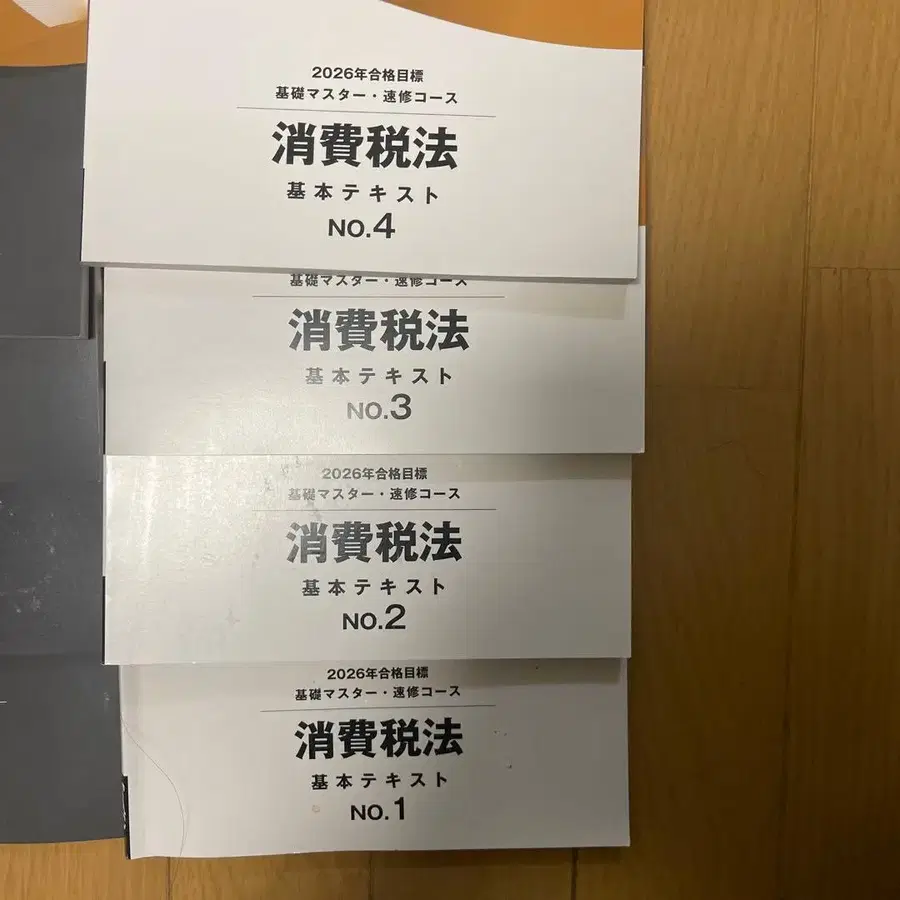 2026年合格目標
基礎マスター・速修コース
消費税法
基本テキスト
NO.4
基礎マスター・速修コース
消費税法
基本テキスト
NO.3
2026年合格目標
基礎マスター・速修コース
消費税法
基本テキスト
NO.2
2026年合格目標
基礎マスター・速修コース
消費税法
基本テキスト
NO.1